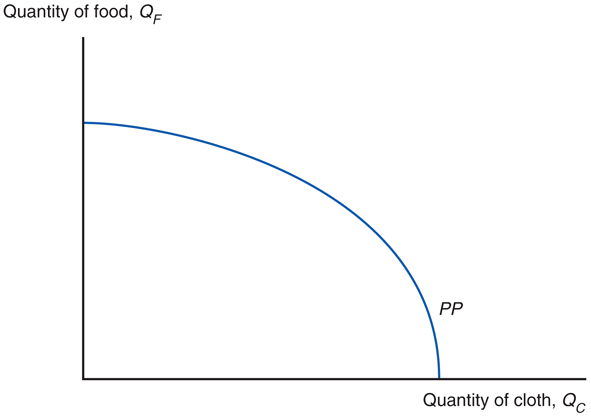 Quantity of food, QF
PP
Quantity of cloth, QC